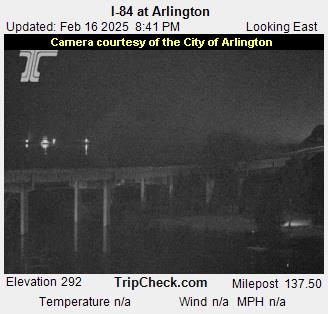 I-84 at Arlington
Updated: Feb 16 2025 8:41 PM Looking East
Camera courtesy of the City of Arlington
Elevation 292 TripCheck.com Milepost 137.50
Temperature n/a Wind n/a MPH n/a